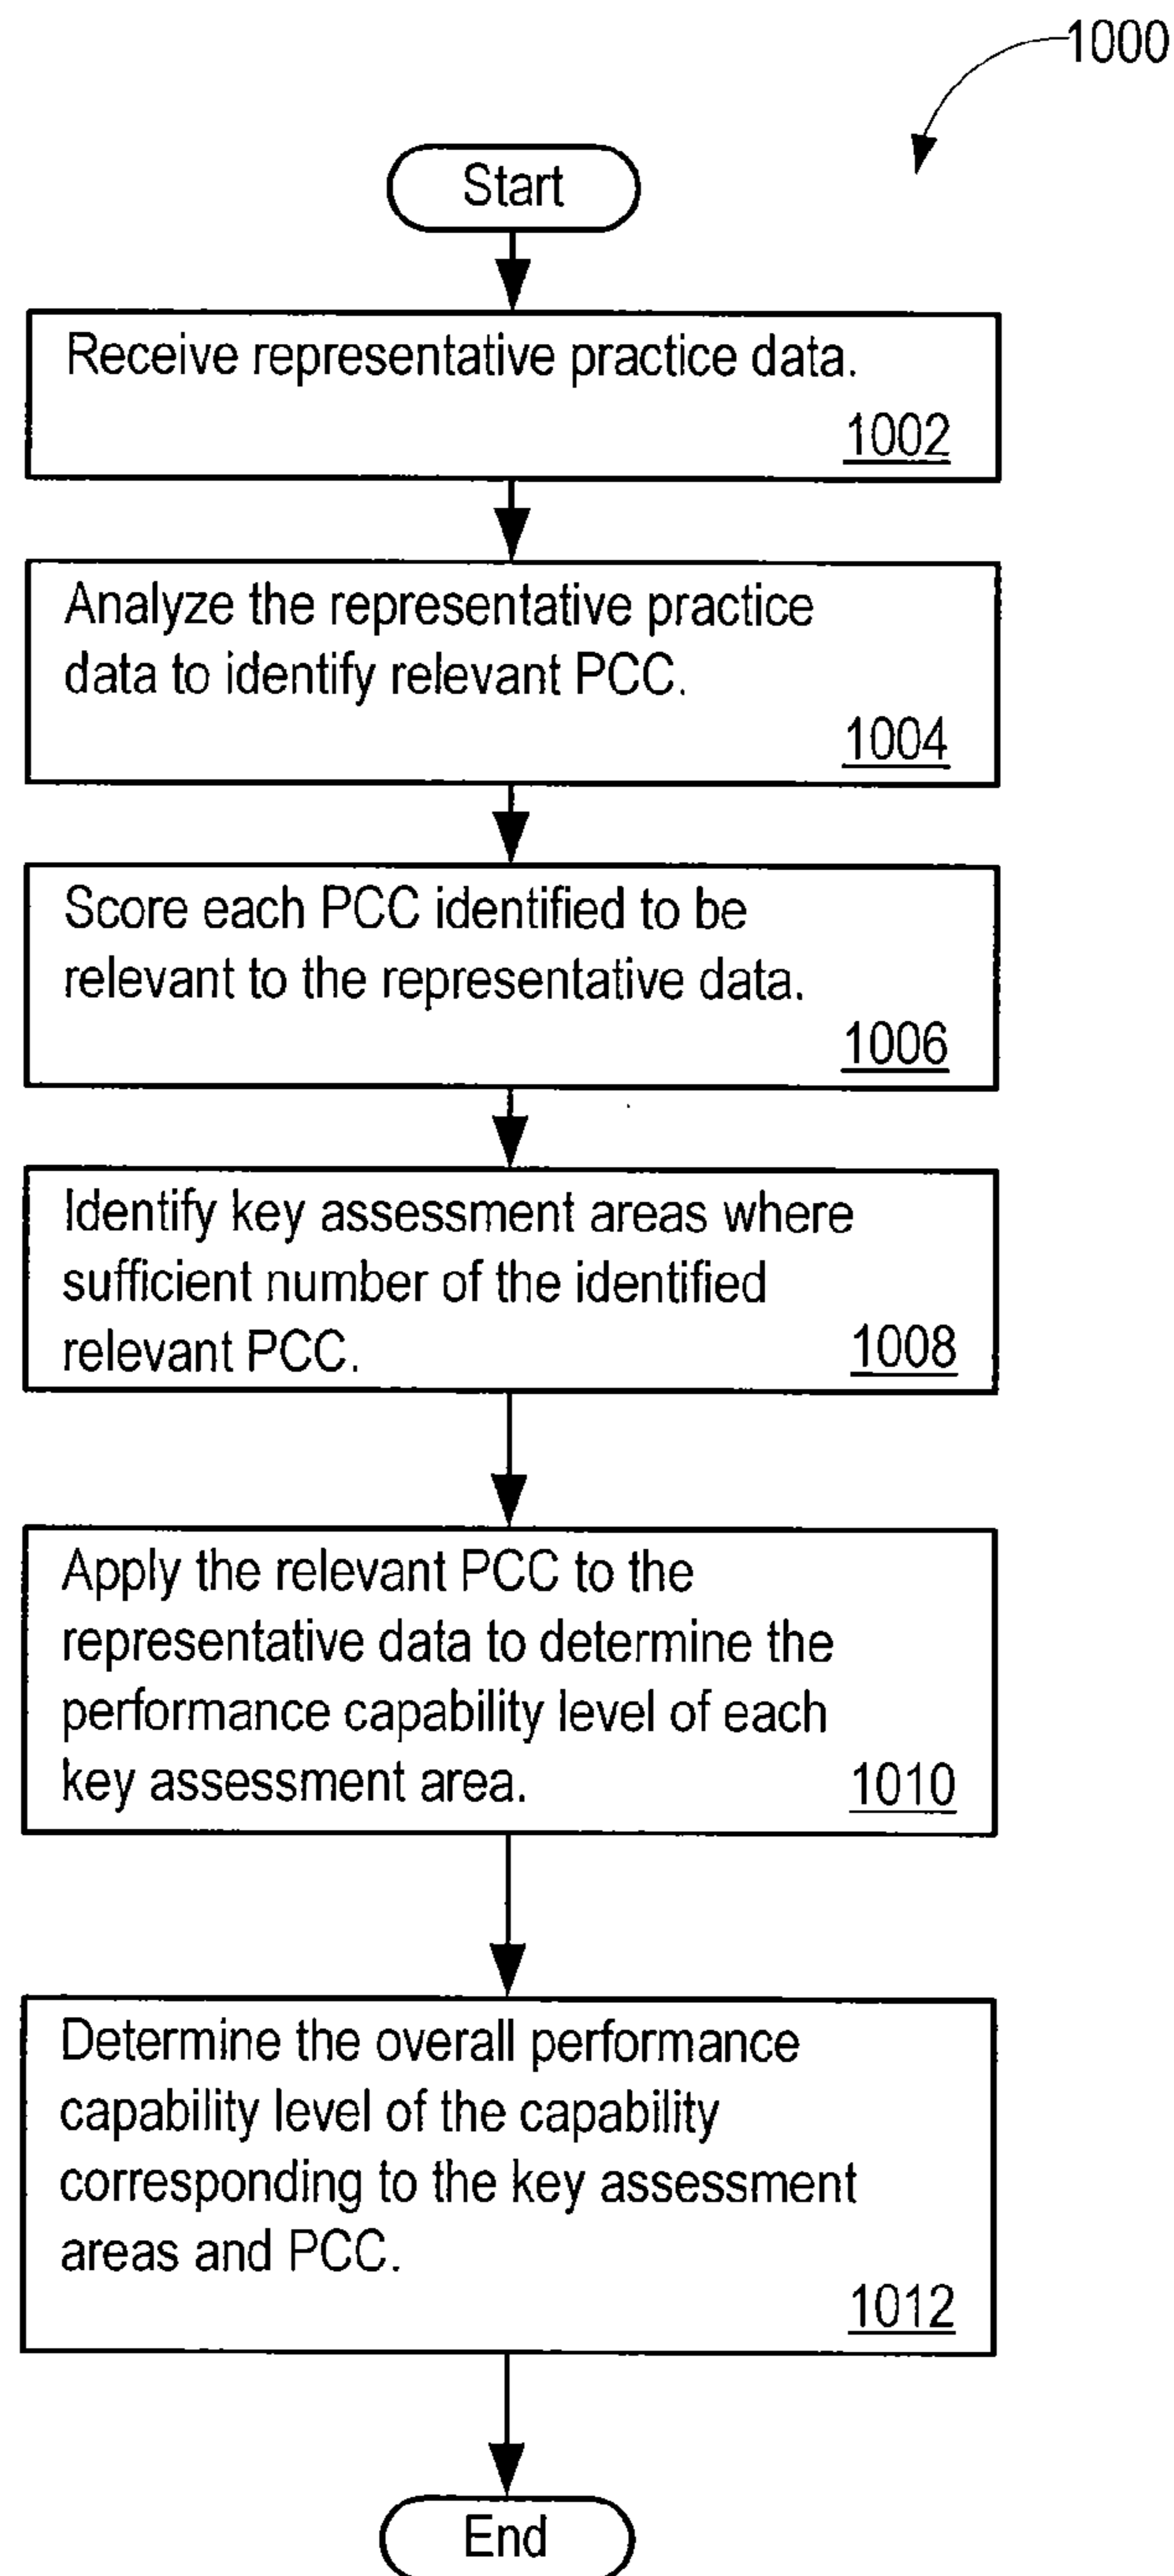 1000
Start
Receive representative practice data.
1002
Analyze the representative practice
data to identify relevant PCC.
1004
Score each PCC identified to be
relevant to the representative data.
1006
Identify key assessment areas where
sufficient number of the identified
relevant PCC.
1008
Apply the relevant PCC to the
representative data to determine the
performance capability level of each
key assessment area.
1010
Determine the overall performance
capability level of the capability
corresponding to the key assessment
areas and PCC.
1012
End